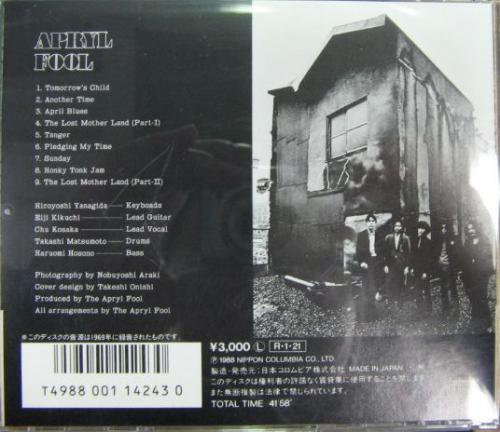 APRYL
FOOL
1. Tomorrow's Child
2. Another Time
3. April Blues
4. The Lost Mother Land (Part-I)
5. Tanger
6. Pledging My Time
7. Sunday
8. Honky Tonk Jam
9. The Lost Mother Land (Part-II)
Hiroyoshi Yanagida — Keyboads
Eiji Kikuchi — Lead Guitar
Chu Kosaka — Lead Vocal
Takashi Matsumoto — Drums
Haruomi Hosono — Bass
Photography by Nobuyoshi Araki
Cover design by Takeshi Onishi
Produced by The Apryl Fool
All arrangements by The Apryl Fool
※このディスクの音源は1969年に録音されたものです。
T4988 001 114243 0
¥3,000 Ⓛ R・1・21
Ⓟ1988 NIPPON COLUMBIA CO., LTD.
製造・発売元:日本コロムビア株式会社 MADE IN JAPAN
このディスクは権利者の許諾なく賃貸業に使用することを禁じます
また無断複製は法律で禁じられています。
TOTAL TIME 41'58"